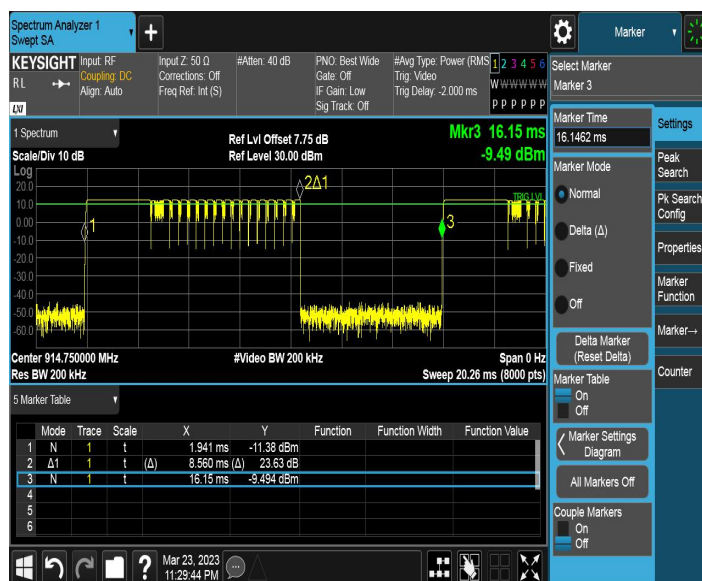 Spectrum Analyzer 1
Swept SA
+
Marker
KEYSIGHT
RL
LXI
Input: RF
Coupling: DC
Align: Auto
Input Z: 50 Ω
Corrections: Off
Freq Ref: Int (S)
#Atten: 40 dB
PNO: Best Wide
Gate: Off
IF Gain: Low
Sig Track: Off
#Avg Type: Power (RMS
Trig: Video
Trig Delay: -2.000 ms
1 2 3 4 5 6
W W W W W W
P P P P P P
Select Marker
Marker 3
1 Spectrum
Scale/Div 10 dB
Ref Lvl Offset 7.75 dB
Ref Level 30.00 dBm
Mkr3 16.15 ms
-9.49 dBm
Log
20.0
10.0
0.00
-10.0
-20.0
-30.0
-40.0
-50.0
-60.0
1
2Δ1
TRIG LVL
3
Center 914.750000 MHz
Res BW 200 kHz
#Video BW 200 kHz
Span 0 Hz
Sweep 20.26 ms (8000 pts)
5 Marker Table
Mode Trace Scale X Y Function Function Width Function Value
1 N 1 t 1.941 ms -11.38 dBm
2 Δ1 1 t (Δ) 8.560 ms (Δ) 23.63 dB
3 N 1 t 16.15 ms -9.494 dBm
4
5
6
Marker Time
16.1462 ms
Marker Mode
Normal
Delta (Δ)
Fixed
Off
Delta Marker
(Reset Delta)
Marker Table
On
Off
Marker Settings
Diagram
All Markers Off
Couple Markers
On
Off
Settings
Peak
Search
Pk Search
Config
Properties
Marker
Function
Marker→
Counter
?
Mar 23, 2023
11:29:44 PM